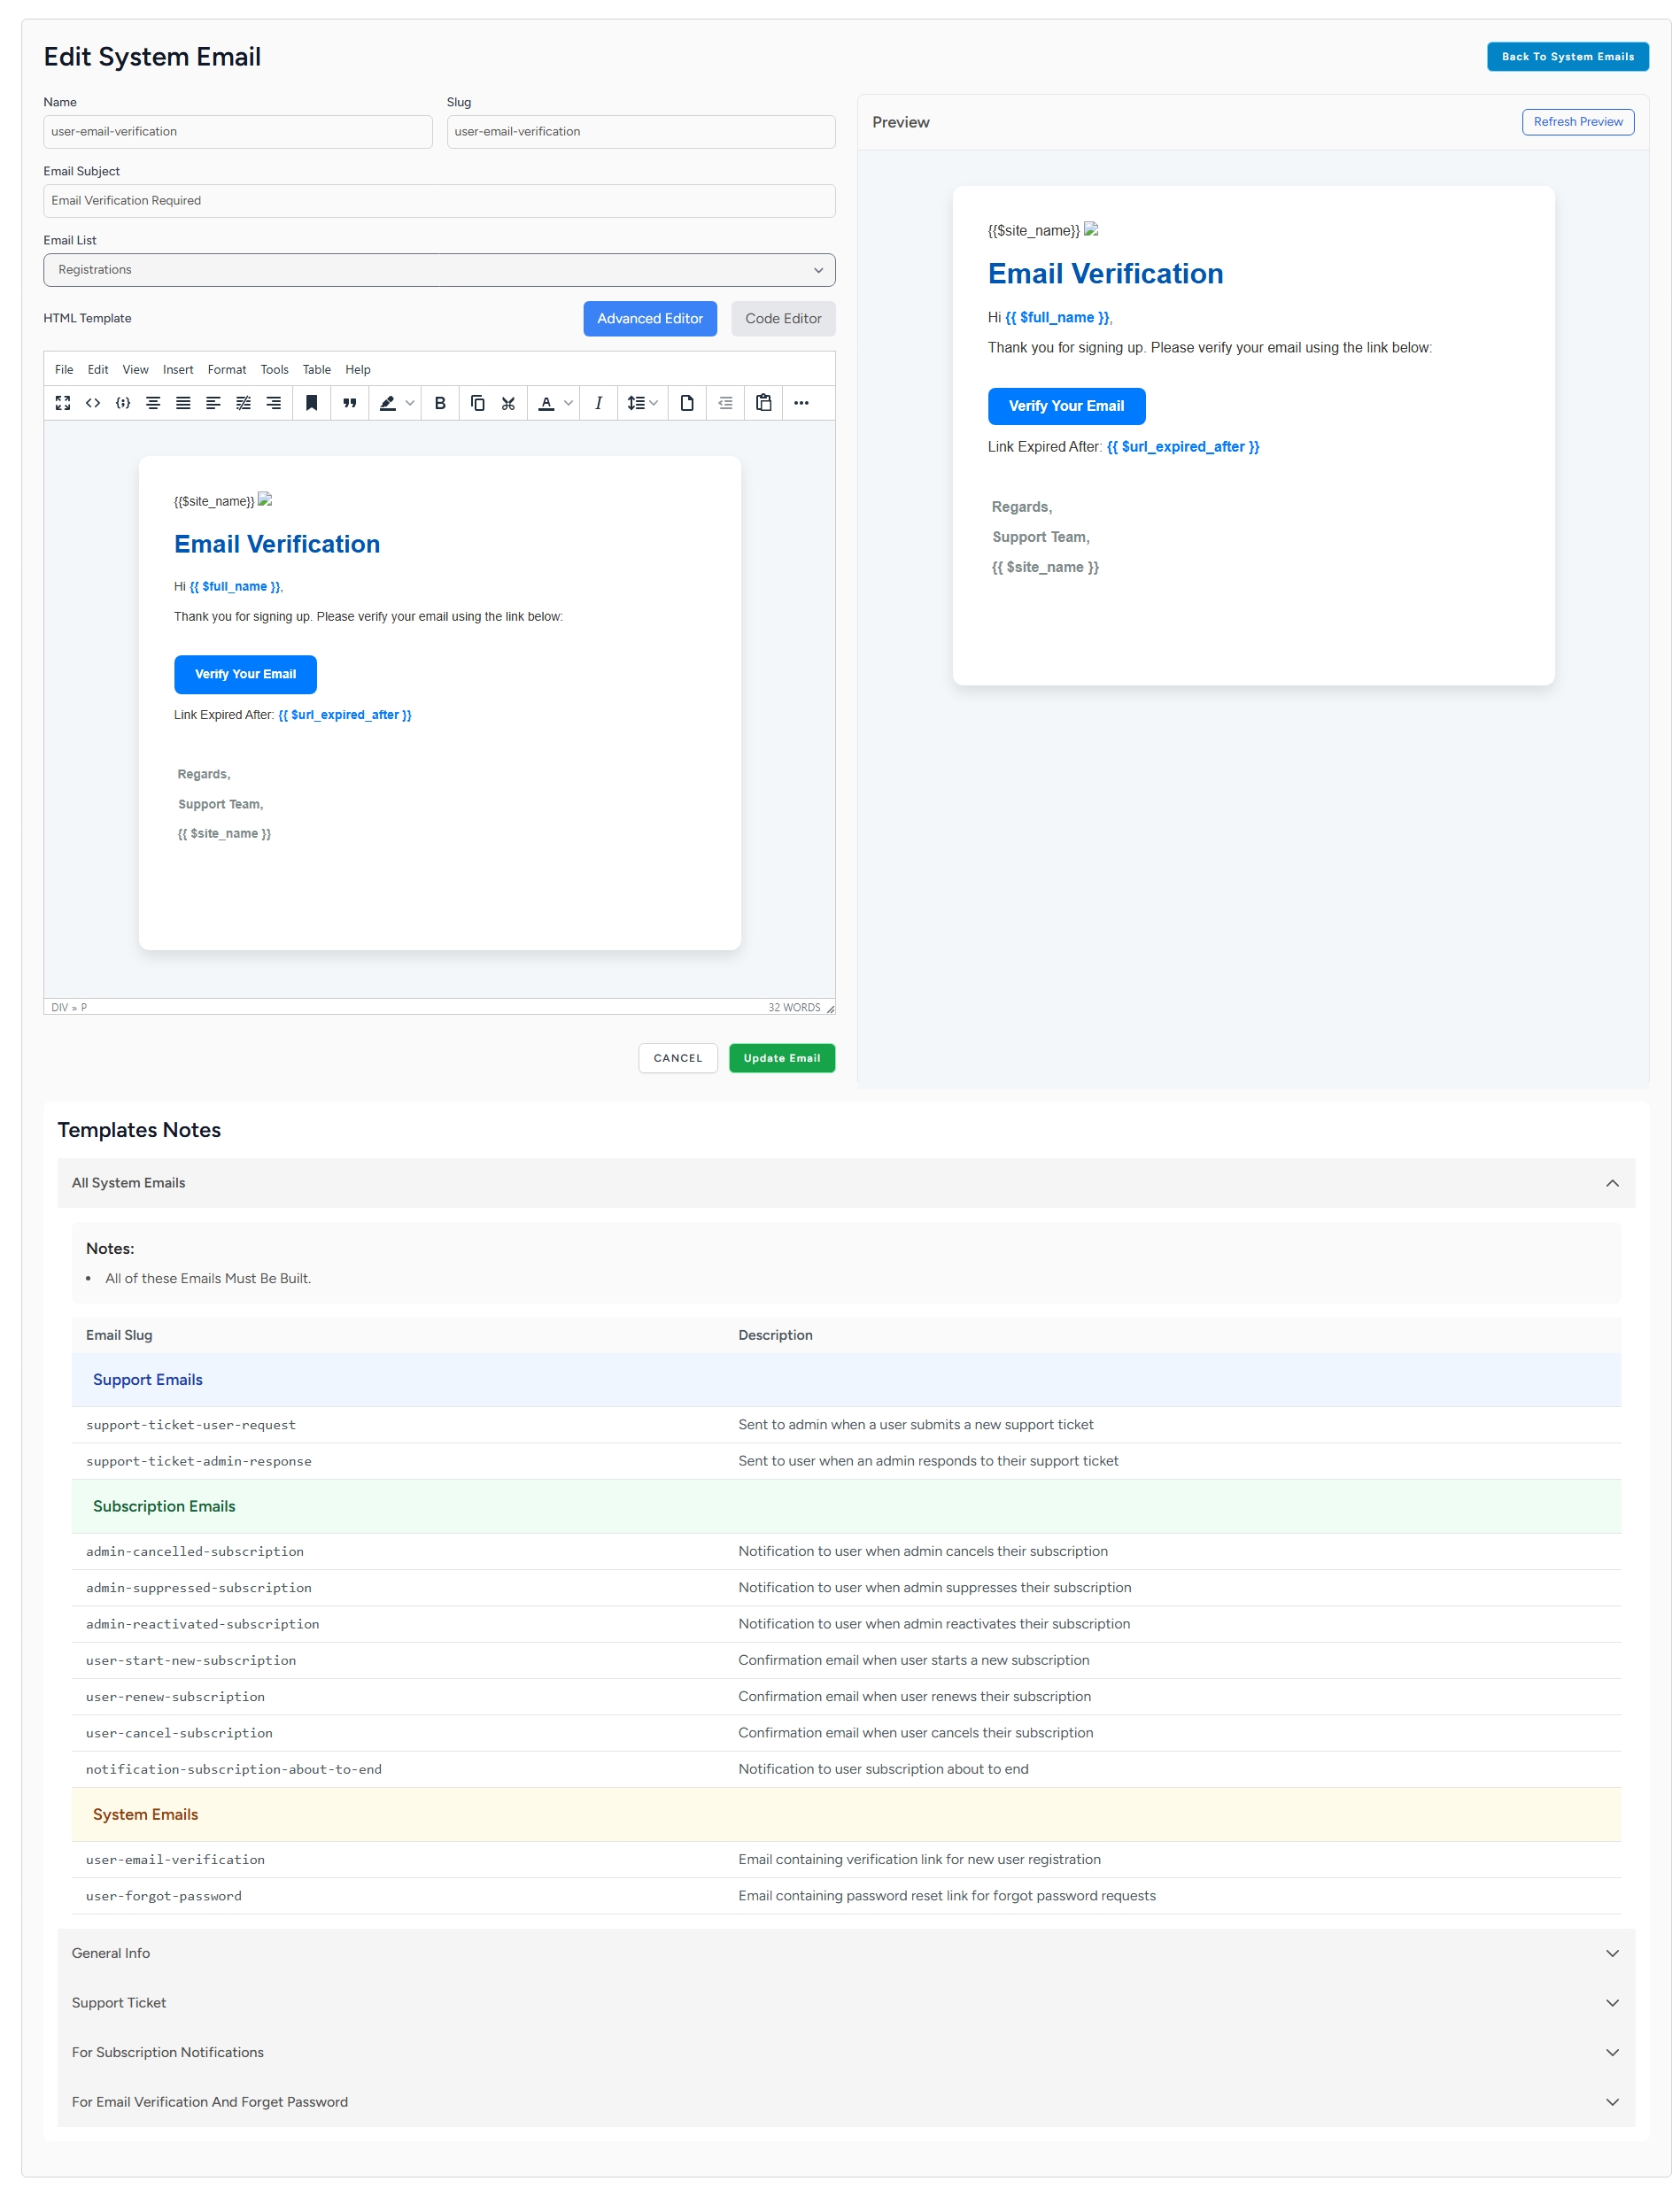 Edit System Email
Back To System Emails
Name
Slug
user-email-verification
user-email-verification
Email Subject
Email Verification Required
Email List
Registrations
HTML Template
Advanced Editor
Code Editor
File Edit View Insert Format Tools Table Help
{{$site_name}}
Email Verification
Hi {{ $full_name }},
Thank you for signing up. Please verify your email using the link below:
Verify Your Email
Link Expired After: {{ $url_expired_after }}
Regards,
Support Team,
{{ $site_name }}
DIV » P
32 WORDS
CANCEL
Update Email
Preview
Refresh Preview
{{$site_name}}
Email Verification
Hi {{ $full_name }},
Thank you for signing up. Please verify your email using the link below:
Verify Your Email
Link Expired After: {{ $url_expired_after }}
Regards,
Support Team,
{{ $site_name }}
Templates Notes
All System Emails
Notes:
• All of these Emails Must Be Built.
Email Slug Description
Support Emails
support-ticket-user-request Sent to admin when a user submits a new support ticket
support-ticket-admin-response Sent to user when an admin responds to their support ticket
Subscription Emails
admin-cancelled-subscription Notification to user when admin cancels their subscription
admin-suppressed-subscription Notification to user when admin suppresses their subscription
admin-reactivated-subscription Notification to user when admin reactivates their subscription
user-start-new-subscription Confirmation email when user starts a new subscription
user-renew-subscription Confirmation email when user renews their subscription
user-cancel-subscription Confirmation email when user cancels their subscription
notification-subscription-about-to-end Notification to user subscription about to end
System Emails
user-email-verification Email containing verification link for new user registration
user-forgot-password Email containing password reset link for forgot password requests
General Info
Support Ticket
For Subscription Notifications
For Email Verification And Forget Password